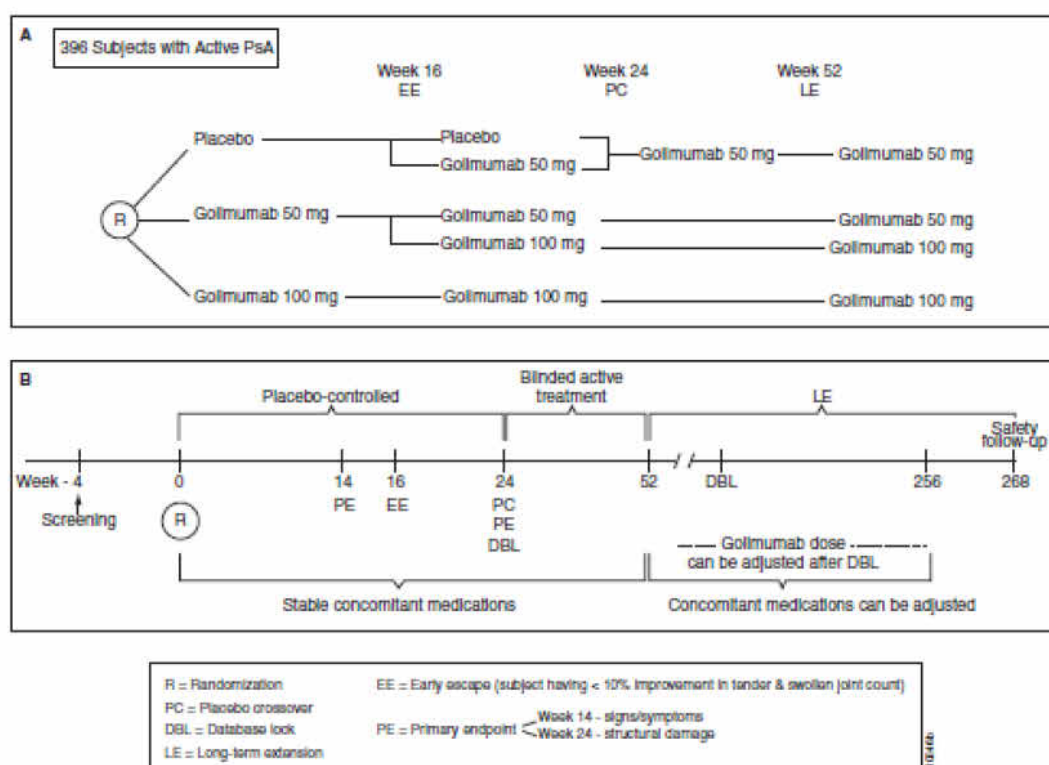 A
396 Subjects with Active PsA
Week 16 Week 24 Week 52
EE PC LE
Placebo Placebo
Golimumab 50 mg Golimumab 50 mg Golimumab 50 mg
Golimumab 50 mg Golimumab 50 mg Golimumab 50 mg
Golimumab 100 mg Golimumab 100 mg
Golimumab 100 mg Golimumab 100 mg Golimumab 100 mg
B
Placebo-controlled
Blinded active
treatment
LE
Safety
follow-up
Week - 4 0 14 16 24 52 DBL 256 268
PE EE PC
Screening R PE
DBL
Golimumab dose
can be adjusted after DBL
Stable concomitant medications Concomitant medications can be adjusted
R = Randomization EE = Early escape (subject having < 10% improvement in tender & swollen joint count)
PC = Placebo crossover
DBL = Database lock PE = Primary endpoint
Week 14 - signs/symptoms
Week 24 - structural damage
LE = Long-term extension